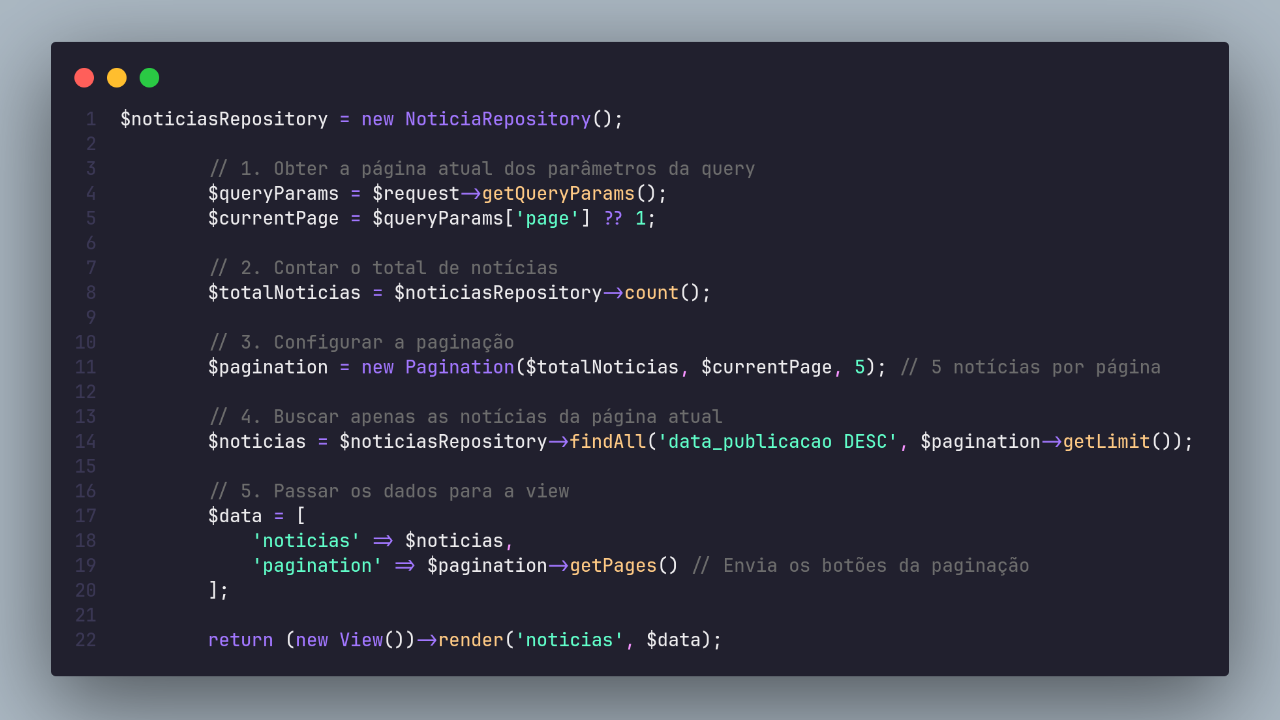 1 $noticiasRepository = new NoticiaRepository();
2
3 // 1. Obter a página atual dos parâmetros da query
4 $queryParams = $request->getQueryParams();
5 $currentPage = $queryParams['page'] ?? 1;
6
7 // 2. Contar o total de notícias
8 $totalNoticias = $noticiasRepository->count();
9
10 // 3. Configurar a paginação
11 $pagination = new Pagination($totalNoticias, $currentPage, 5); // 5 notícias por página
12
13 // 4. Buscar apenas as notícias da página atual
14 $noticias = $noticiasRepository->findAll('data_publicacao DESC', $pagination->getLimit());
15
16 // 5. Passar os dados para a view
17 $data = [
18 'noticias' => $noticias,
19 'pagination' => $pagination->getPages() // Envia os botões da paginação
20 ];
21
22 return (new View())->render('noticias', $data);